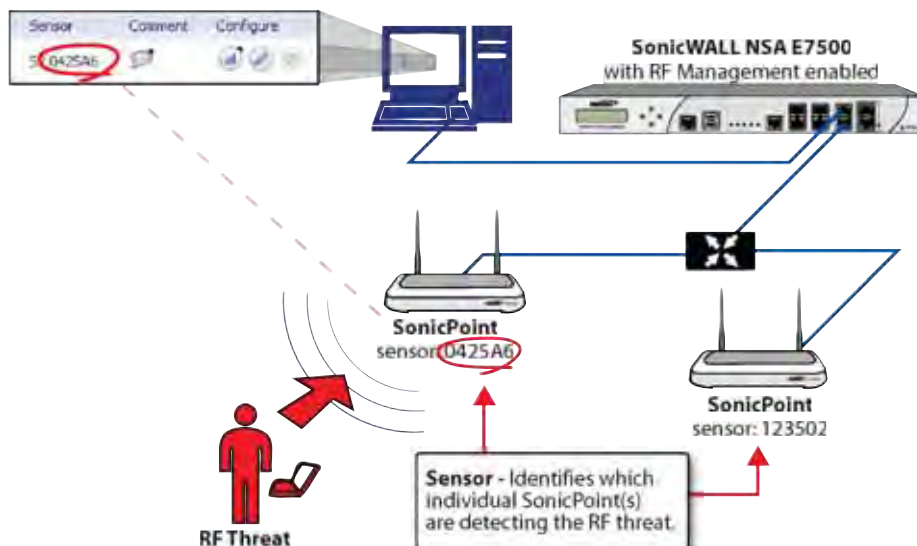 Sensor Comment Configure
0425A6
SonicWALL NSA E7500
with RF Management enabled
SonicPoint
sensor: 0425A6
SonicPoint
sensor: 123502
Sensor - Identifies which
individual SonicPoint(s)
are detecting the RF threat.
RF Threat